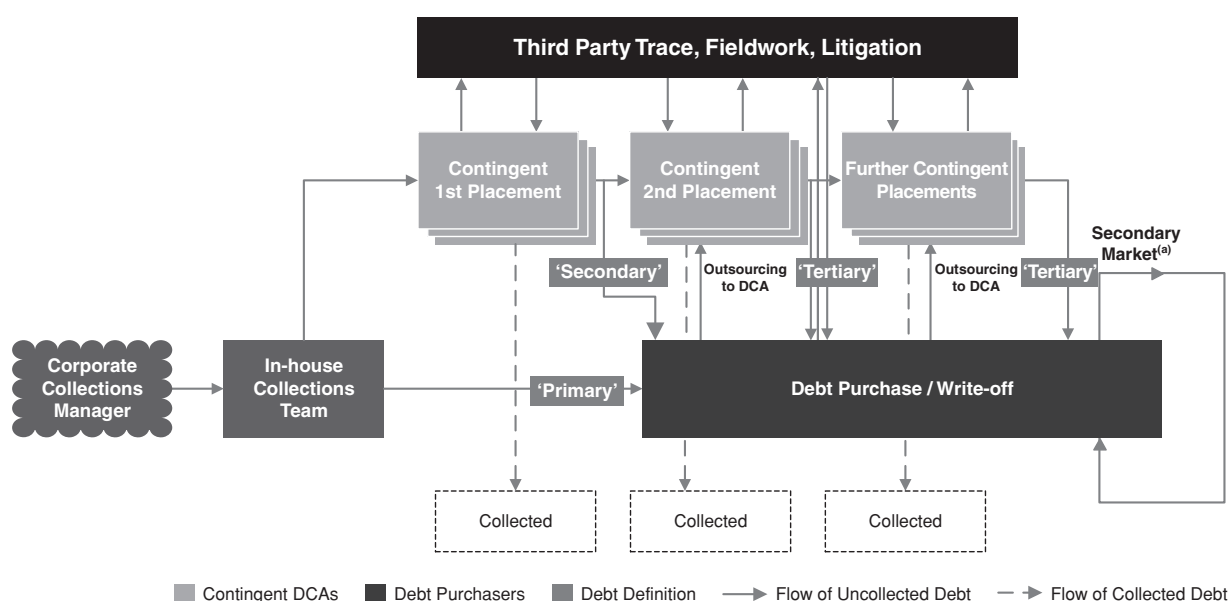 Third Party Trace, Fieldwork, Litigation
Contingent
1st Placement
Contingent
2nd Placement
Further Contingent
Placements
Secondary
Market(a)
‘Secondary’
Outsourcing
to DCA
‘Tertiary’
Outsourcing
to DCA
‘Tertiary’
Corporate
Collections
Manager
In-house
Collections
Team
‘Primary’
Debt Purchase / Write-off
Collected
Collected
Collected
Contingent DCAs
Debt Purchasers
Debt Definition
Flow of Uncollected Debt
Flow of Collected Debt